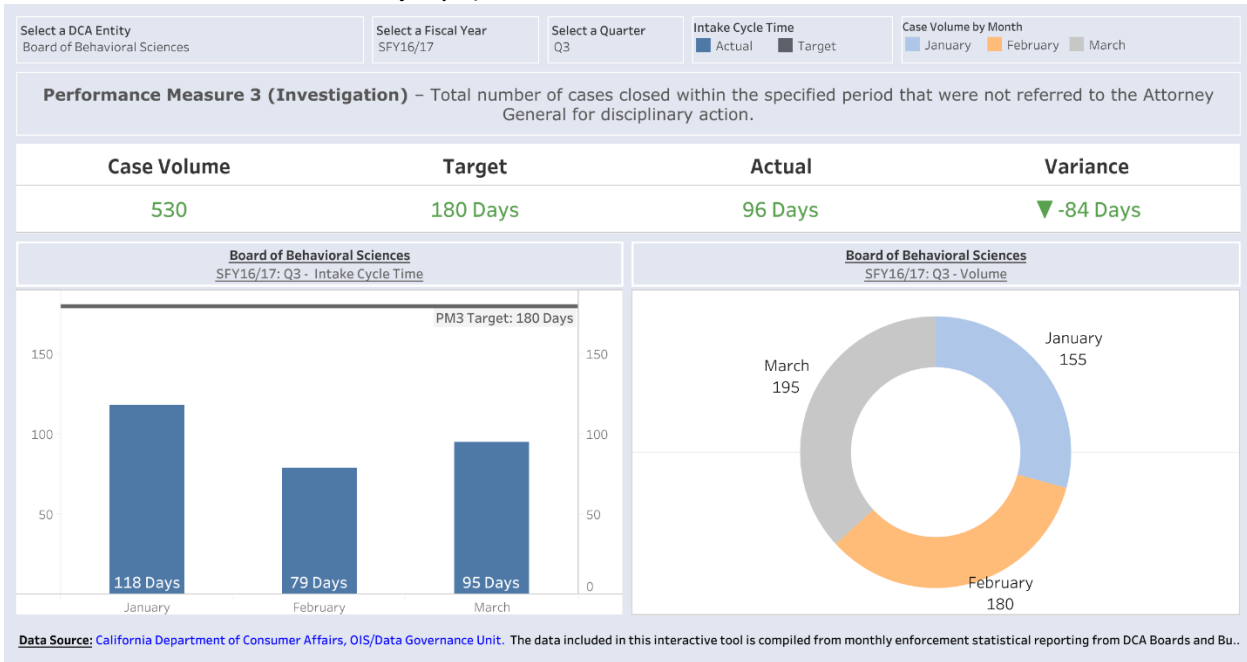 Select a DCA Entity
Board of Behavioral Sciences
Select a Fiscal Year
SFY16/17
Select a Quarter
Q3
Intake Cycle Time
Actual Target
Case Volume by Month
January February March
Performance Measure 3 (Investigation) – Total number of cases closed within the specified period that were not referred to the Attorney
General for disciplinary action.
Case Volume Target Actual Variance
530 180 Days 96 Days ▼ -84 Days
Board of Behavioral Sciences
SFY16/17: Q3 - Intake Cycle Time
PM3 Target: 180 Days
150 150
100 100
50 50
118 Days 79 Days 95 Days 0
January February March
Board of Behavioral Sciences
SFY16/17: Q3 - Volume
January
155
March
195
February
180
Data Source: California Department of Consumer Affairs, OIS/Data Governance Unit. The data included in this interactive tool is compiled from monthly enforcement statistical reporting from DCA Boards and Bu..